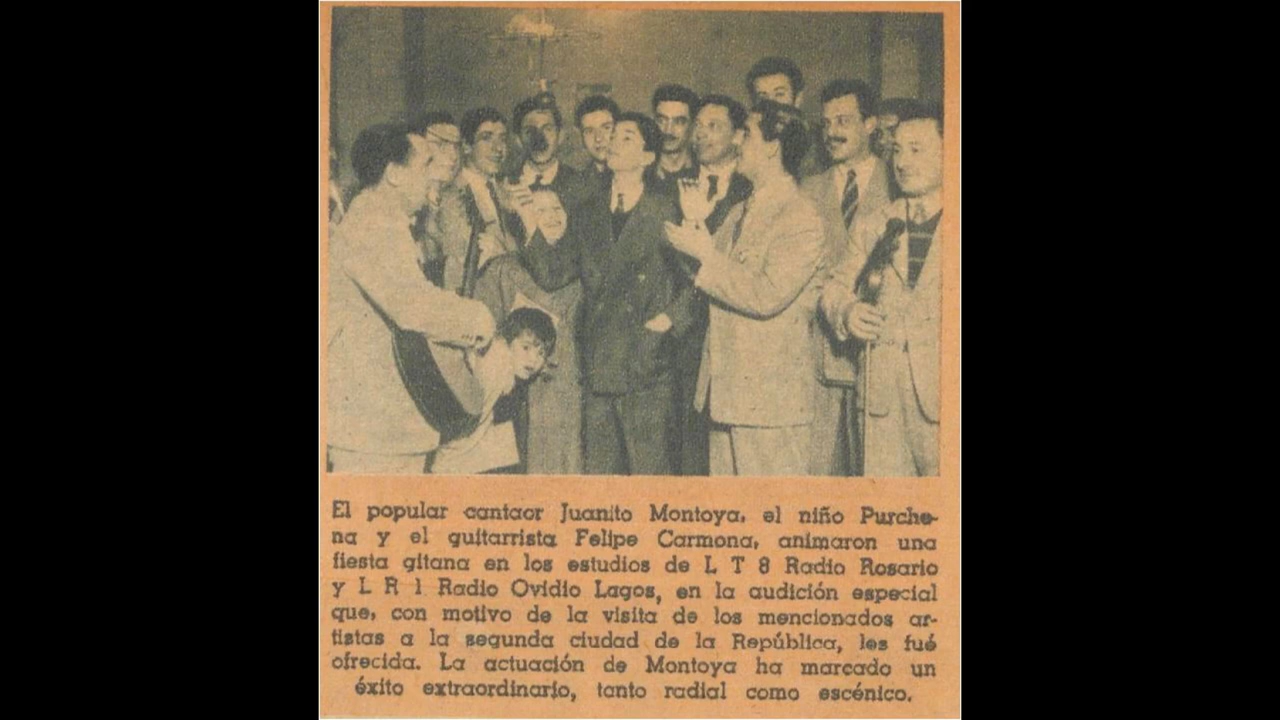 El popular cantaor Juanito Montoya, el niño Purche-
na y el guitarrista Felipe Carmona, animaron una
fiesta gitana en los estudios de L T 8 Radio Rosario
y L R 1 Radio Ovidio Lagos, en la audición especial
que, con motivo de la visita de los mencionados ar-
tistas a la segunda ciudad de la República, les fué
ofrecida. La actuación de Montoya ha marcado un
éxito extraordinario, tanto radial como escénico.